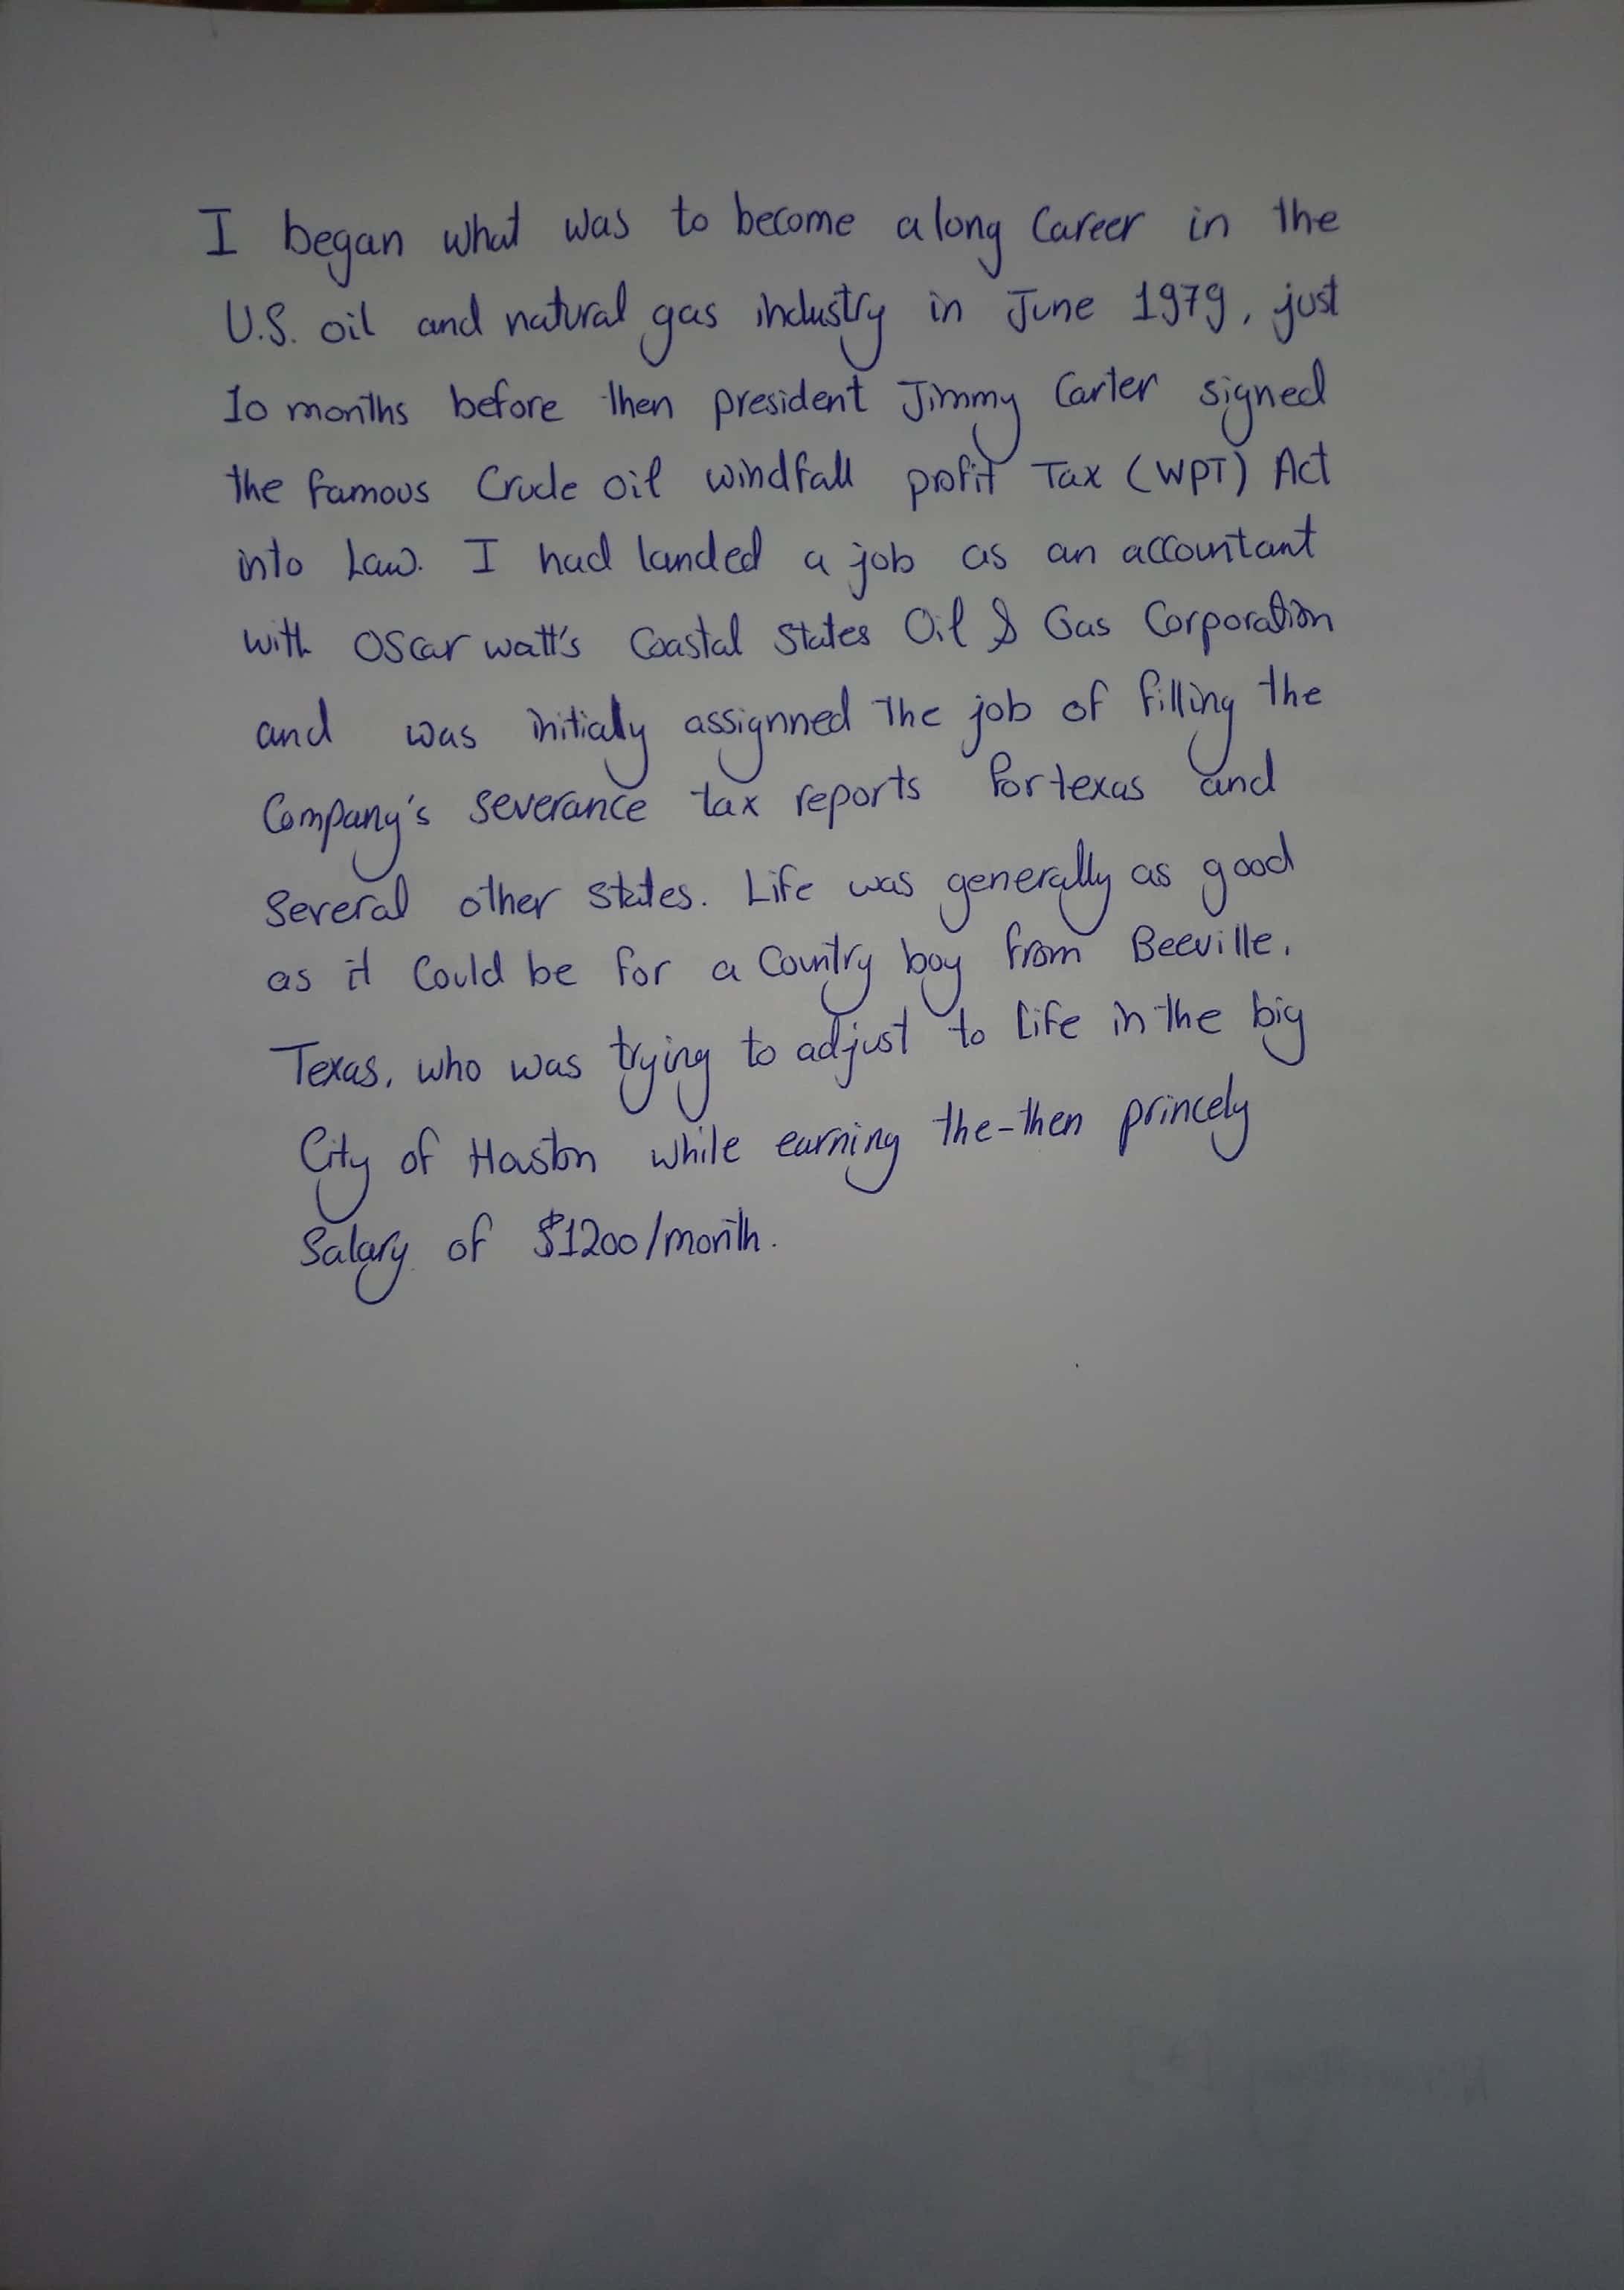 I began what was to become a long Career in the
U.S. oil and natural gas industry in June 1979, just
10 months before then president Jimmy Carter signed
the famous Crude oil windfall profit Tax (WPT) Act
into Law. I had landed a job as an accountant
with Oscar watt's Coastal States Oil & Gas Corporation
and was initially assignned the job of filling the
Company's severance tax reports for texas and
several other states. Life was generally as good
as it Could be for a Country boy from Beeville,
Texas, who was trying to adjust to life in the big
City of Houston while earning the-then princely
Salary of $1200/month.